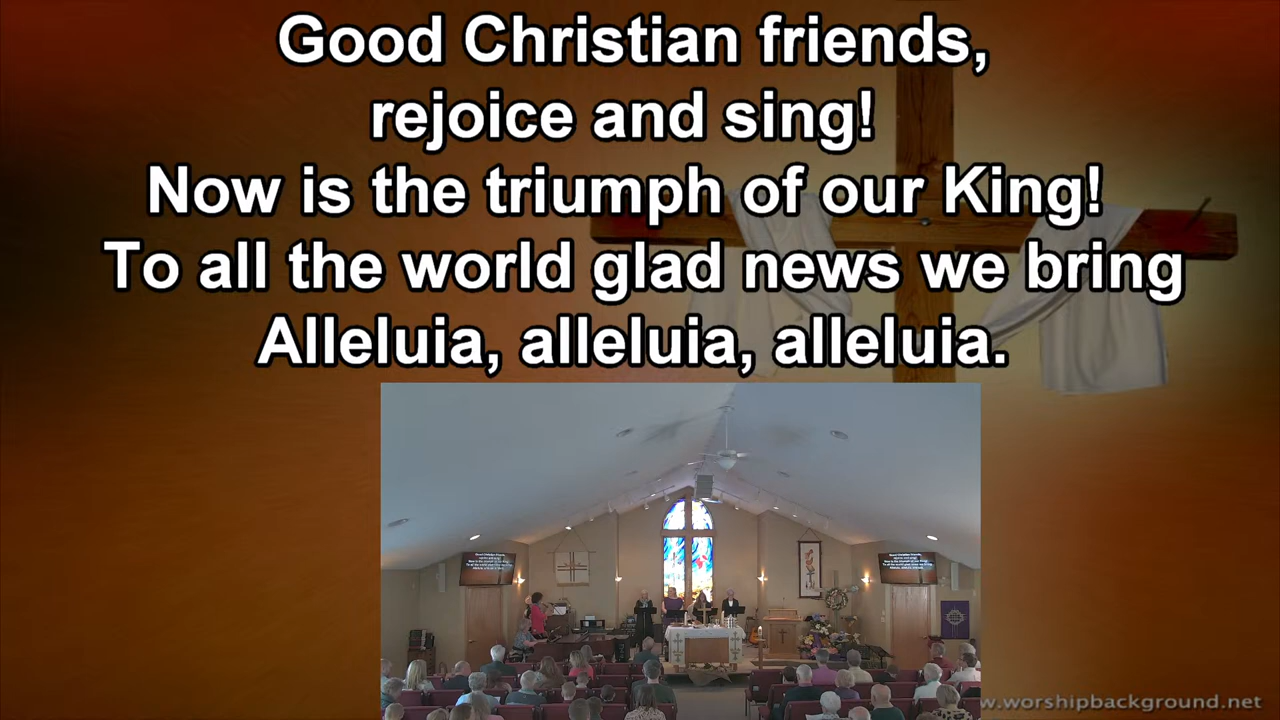 Good Christian friends,
rejoice and sing!
Now is the triumph of our King!
To all the world glad news we bring
Alleluia, alleluia, alleluia.
w.worshipbackground.net